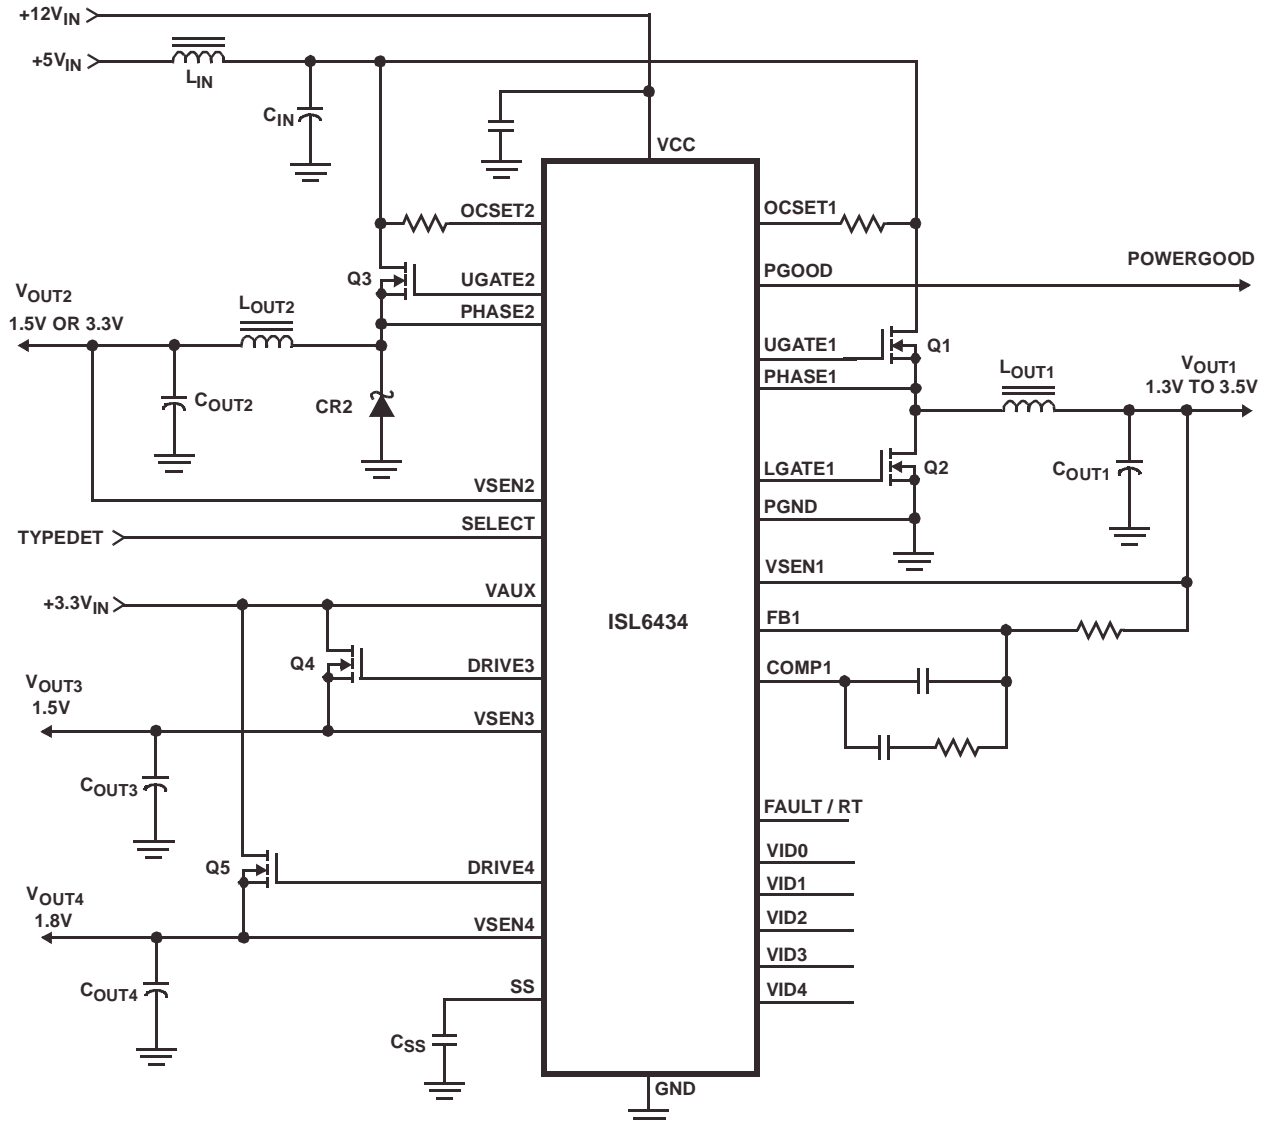 +12VIN
+5VIN
LIN
CIN
VCC
OCSET2
OCSET1
Q3
UGATE2
PGOOD
POWERGOOD
VOUT2
1.5V OR 3.3V
LOUT2
PHASE2
UGATE1
Q1
PHASE1
LOUT1
VOUT1
1.3V TO 3.5V
COUT2
CR2
LGATE1
Q2
COUT1
VSEN2
PGND
SELECT
TYPEDET
VSEN1
+3.3VIN
VAUX
ISL6434
FB1
Q4
DRIVE3
COMP1
VOUT3
1.5V
VSEN3
COUT3
FAULT / RT
VID0
Q5
DRIVE4
VID1
VOUT4
1.8V
VSEN4
VID2
VID3
COUT4
SS
VID4
CSS
GND